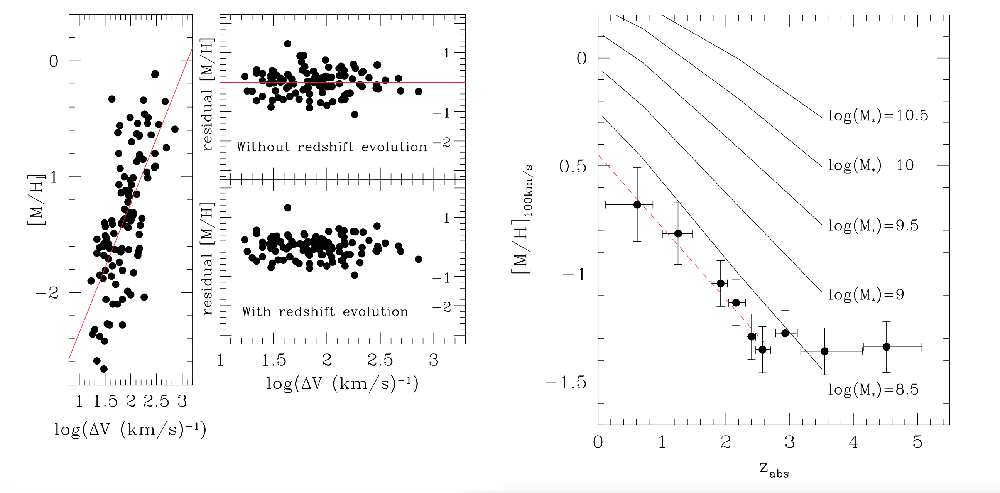 [M/H]
0
-1
-2
1 1.5 2 2.5 3
log(ΔV (km/s)⁻¹)
residual [M/H]
1
-1
-2
Without redshift evolution
residual [M/H]
1
-1
-2
With redshift evolution
1 1.5 2 2.5 3
log(ΔV (km/s)⁻¹)
[M/H]100km/s
0
-0.5
-1
-1.5
log(M*)=10.5
log(M*)=10
log(M*)=9.5
log(M*)=9
log(M*)=8.5
0 1 2 3 4 5
zabs